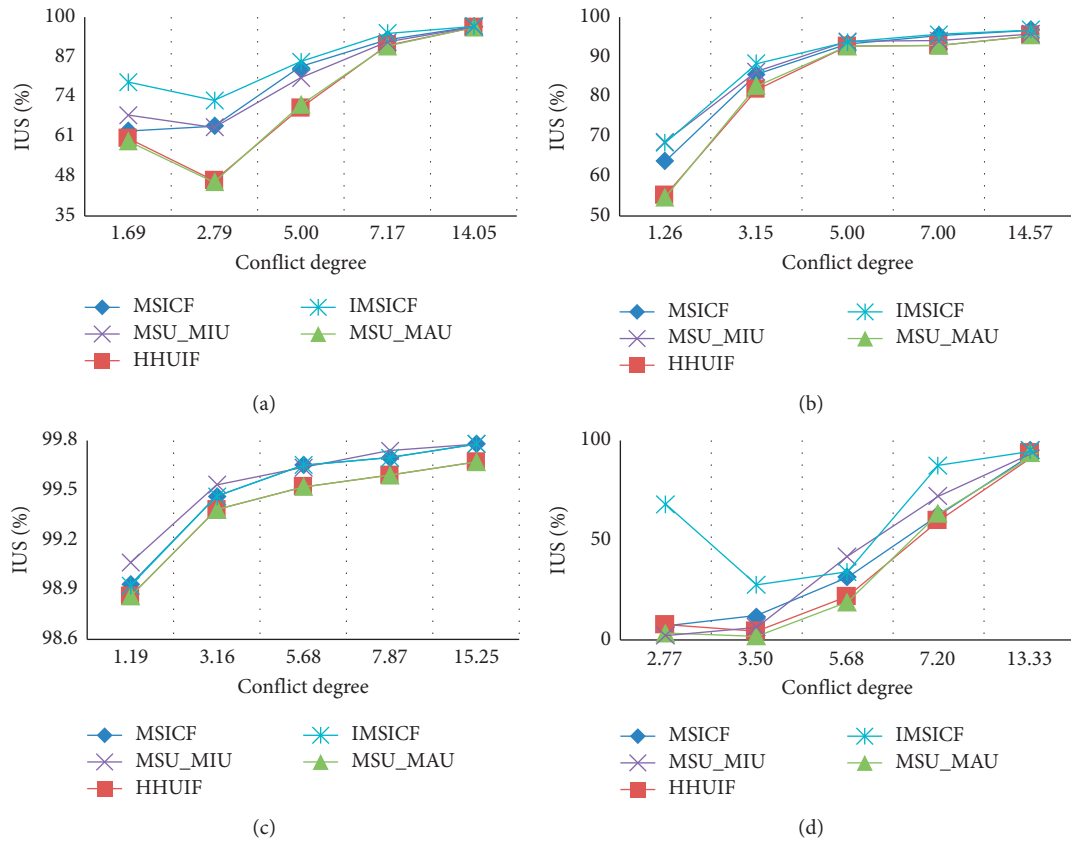 100
87
74
61
48
35
IUS (%)
1.69 2.79 5.00 7.17 14.05
Conflict degree
MSICF IMSICF
MSU_MIU MSU_MAU
HHUIF
(a)
100
90
80
70
60
50
IUS (%)
1.26 3.15 5.00 7.00 14.57
Conflict degree
MSICF IMSICF
MSU_MIU MSU_MAU
HHUIF
(b)
99.8
99.5
99.2
98.9
98.6
IUS (%)
1.19 3.16 5.68 7.87 15.25
Conflict degree
MSICF IMSICF
MSU_MIU MSU_MAU
HHUIF
(c)
100
50
0
IUS (%)
2.77 3.50 5.68 7.20 13.33
Conflict degree
MSICF IMSICF
MSU_MIU MSU_MAU
HHUIF
(d)